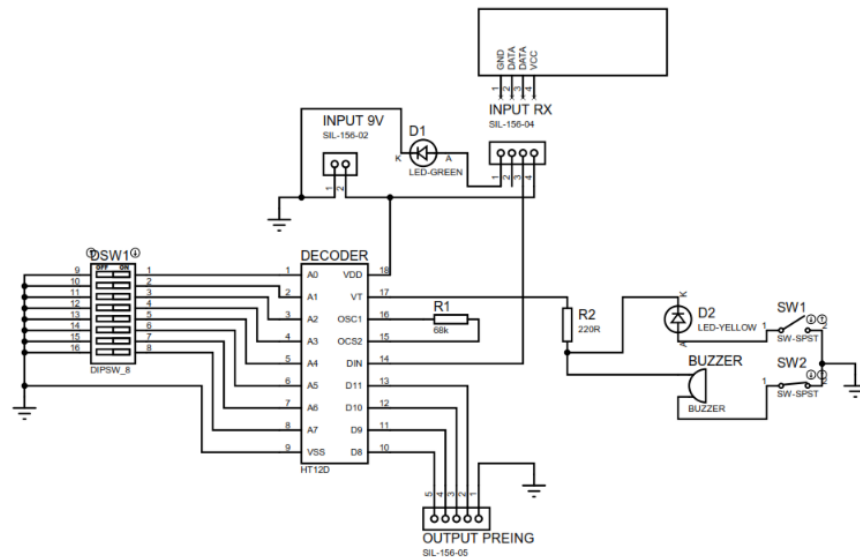 GND
DATA
DATA
VCC
1
2
3
4
INPUT RX
SIL-156-04
INPUT 9V
SIL-156-02
D1
K
A
LED-GREEN
1
2
1
2
3
4
DSW1
OFF ON
9 1
10 2
11 3
12 4
13 5
14 6
15 7
16 8
DIPSW_8
DECODER
1 A0 VDD 18
2 A1 VT 17
3 A2 OSC1 16
4 A3 OCS2 15
5 A4 DIN 14
6 A5 D11 13
7 A6 D10 12
8 A7 D9 11
9 VSS D8 10
HT12D
R1
68k
R2
220R
K
D2
LED-YELLOW
A
SW1
1 2
SW-SPST
BUZZER
BUZZER
SW2
1 2
SW-SPST
5
4
3
2
1
OUTPUT PREING
SIL-156-05